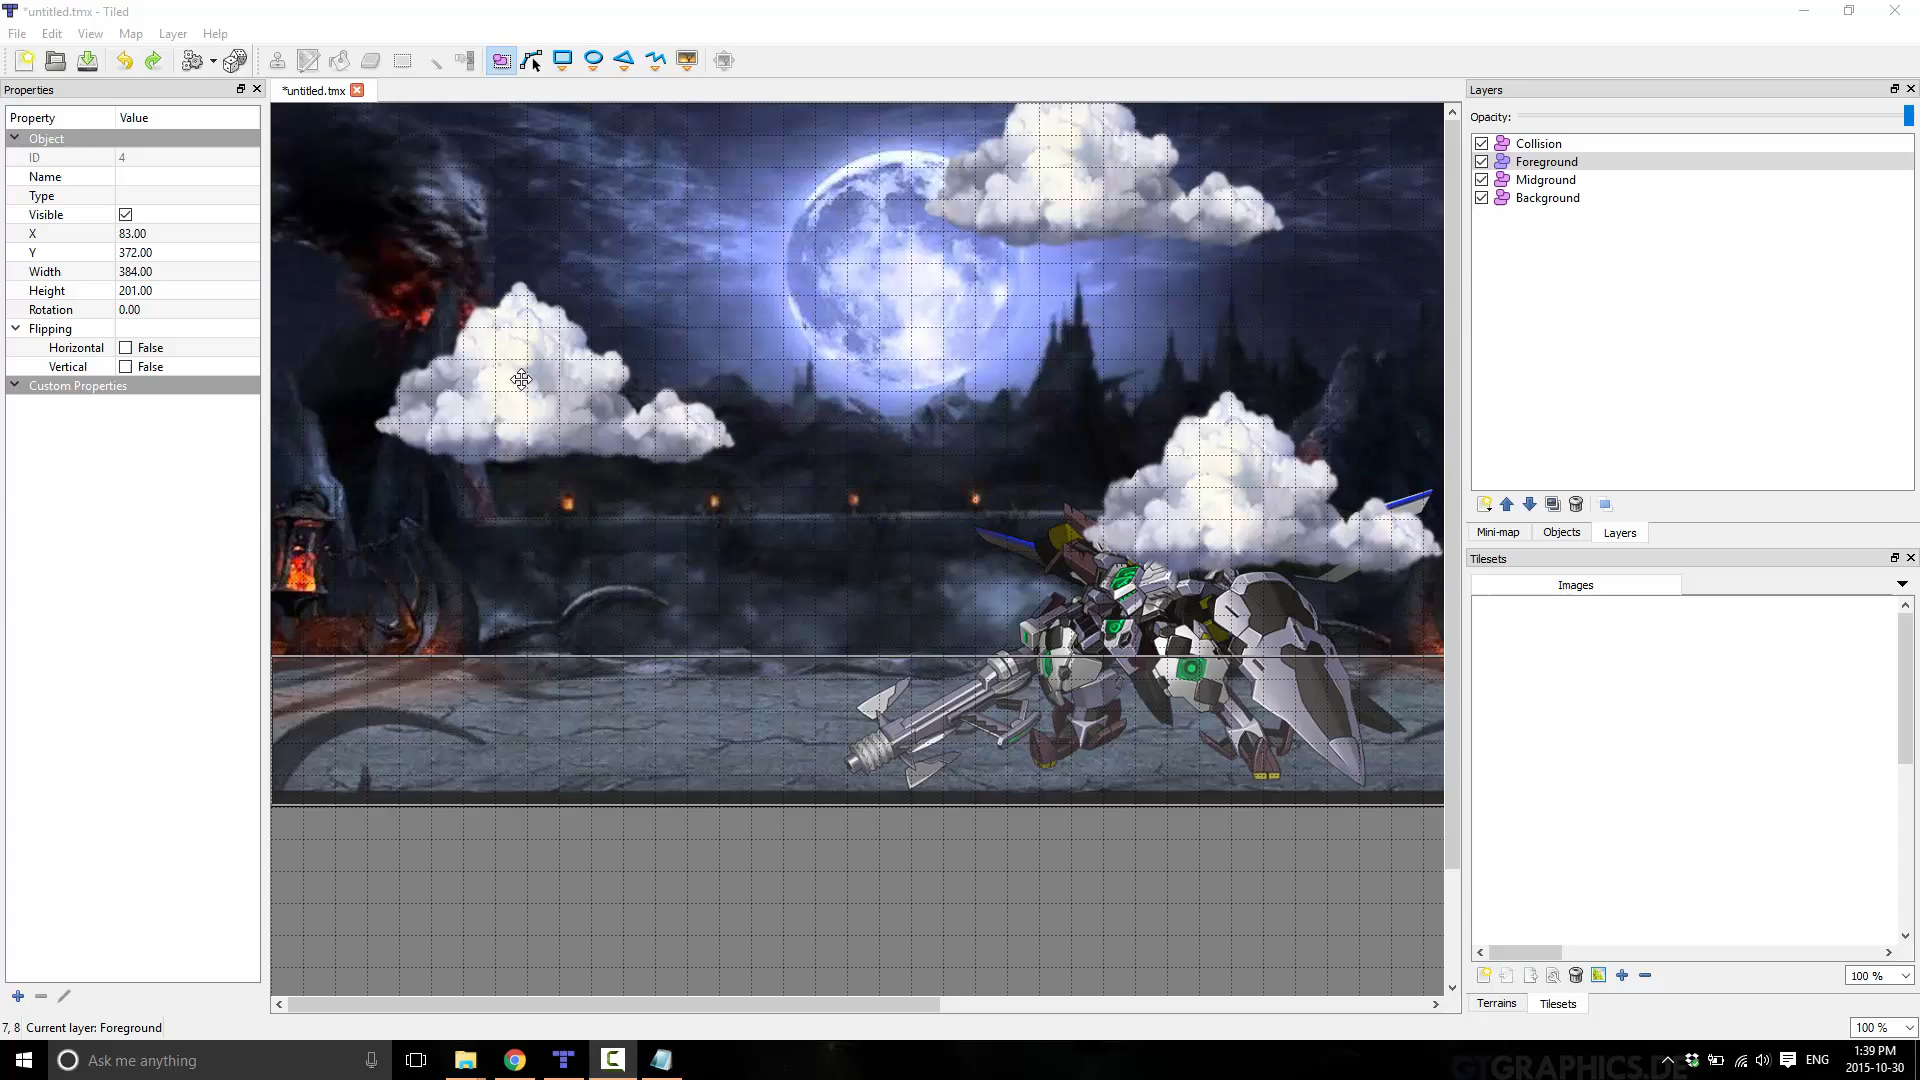 *untitled.tmx - Tiled
File Edit View Map Layer Help
Properties
Property Value
Object
ID 4
Name
Type
Visible
X 83.00
Y 372.00
Width 384.00
Height 201.00
Rotation 0.00
Flipping
Horizontal False
Vertical False
Custom Properties
*untitled.tmx
Layers
Opacity:
Collision
Foreground
Midground
Background
Mini-map Objects Layers
Tilesets
Images
100 %
Terrains Tilesets
7, 8 Current layer: Foreground
100 %
Ask me anything
GTGRAPHICS.DE
ENG
1:39 PM
2015-10-30